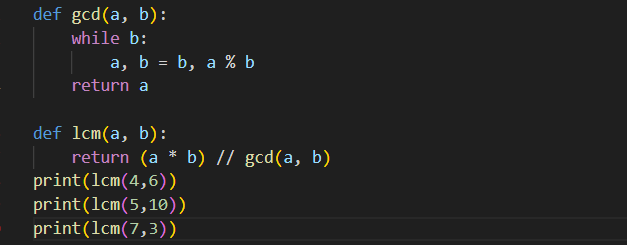 def gcd(a, b):
    while b:
        a, b = b, a % b
    return a

def lcm(a, b):
    return (a * b) // gcd(a, b)
print(lcm(4,6))
print(lcm(5,10))
print(lcm(7,3))